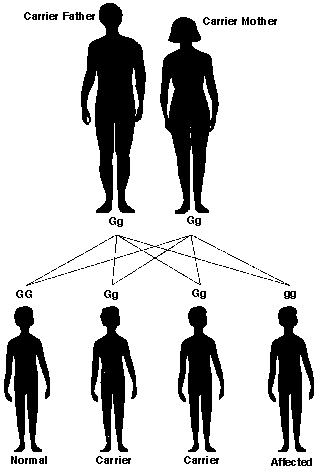 Carrier Father
Carrier Mother
Gg Gg
GG Gg Gg gg
Normal Carrier Carrier Affected